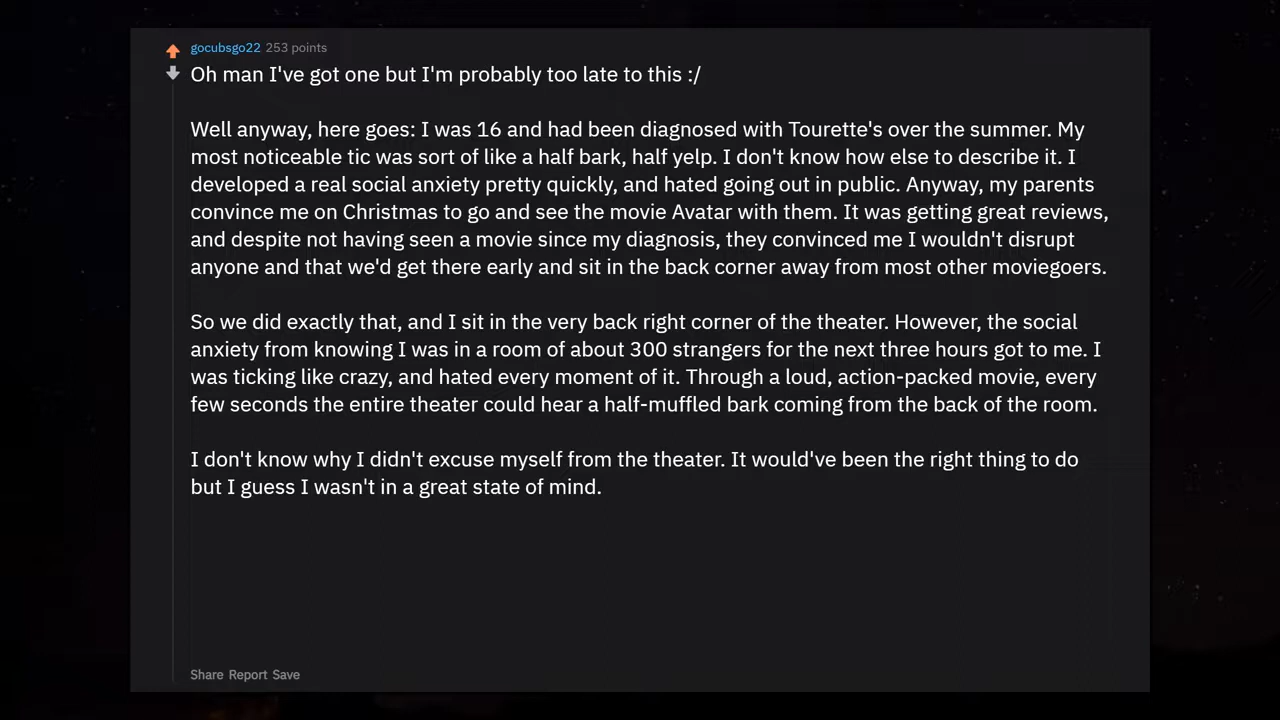 gocubsgo22 253 points
Oh man I've got one but I'm probably too late to this :/
Well anyway, here goes: I was 16 and had been diagnosed with Tourette's over the summer. My
most noticeable tic was sort of like a half bark, half yelp. I don't know how else to describe it. I
developed a real social anxiety pretty quickly, and hated going out in public. Anyway, my parents
convince me on Christmas to go and see the movie Avatar with them. It was getting great reviews,
and despite not having seen a movie since my diagnosis, they convinced me I wouldn't disrupt
anyone and that we'd get there early and sit in the back corner away from most other moviegoers.
So we did exactly that, and I sit in the very back right corner of the theater. However, the social
anxiety from knowing I was in a room of about 300 strangers for the next three hours got to me. I
was ticking like crazy, and hated every moment of it. Through a loud, action-packed movie, every
few seconds the entire theater could hear a half-muffled bark coming from the back of the room.
I don't know why I didn't excuse myself from the theater. It would've been the right thing to do
but I guess I wasn't in a great state of mind.
Share Report Save